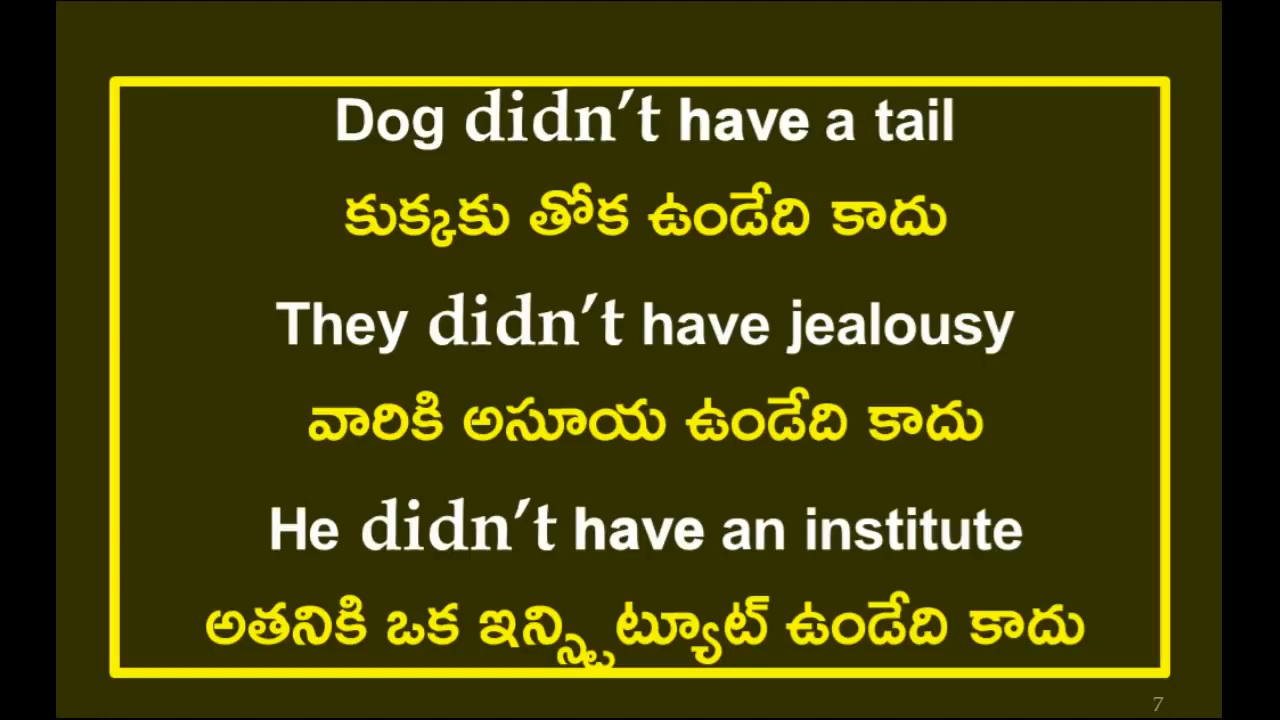 Dog didn't have a tail
కుక్కకు తోక ఉండేది కాదు
They didn't have jealousy
వారికి అసూయ ఉండేది కాదు
He didn't have an institute
అతనికి ఒక ఇన్స్టిట్యూట్ ఉండేది కాదు
7